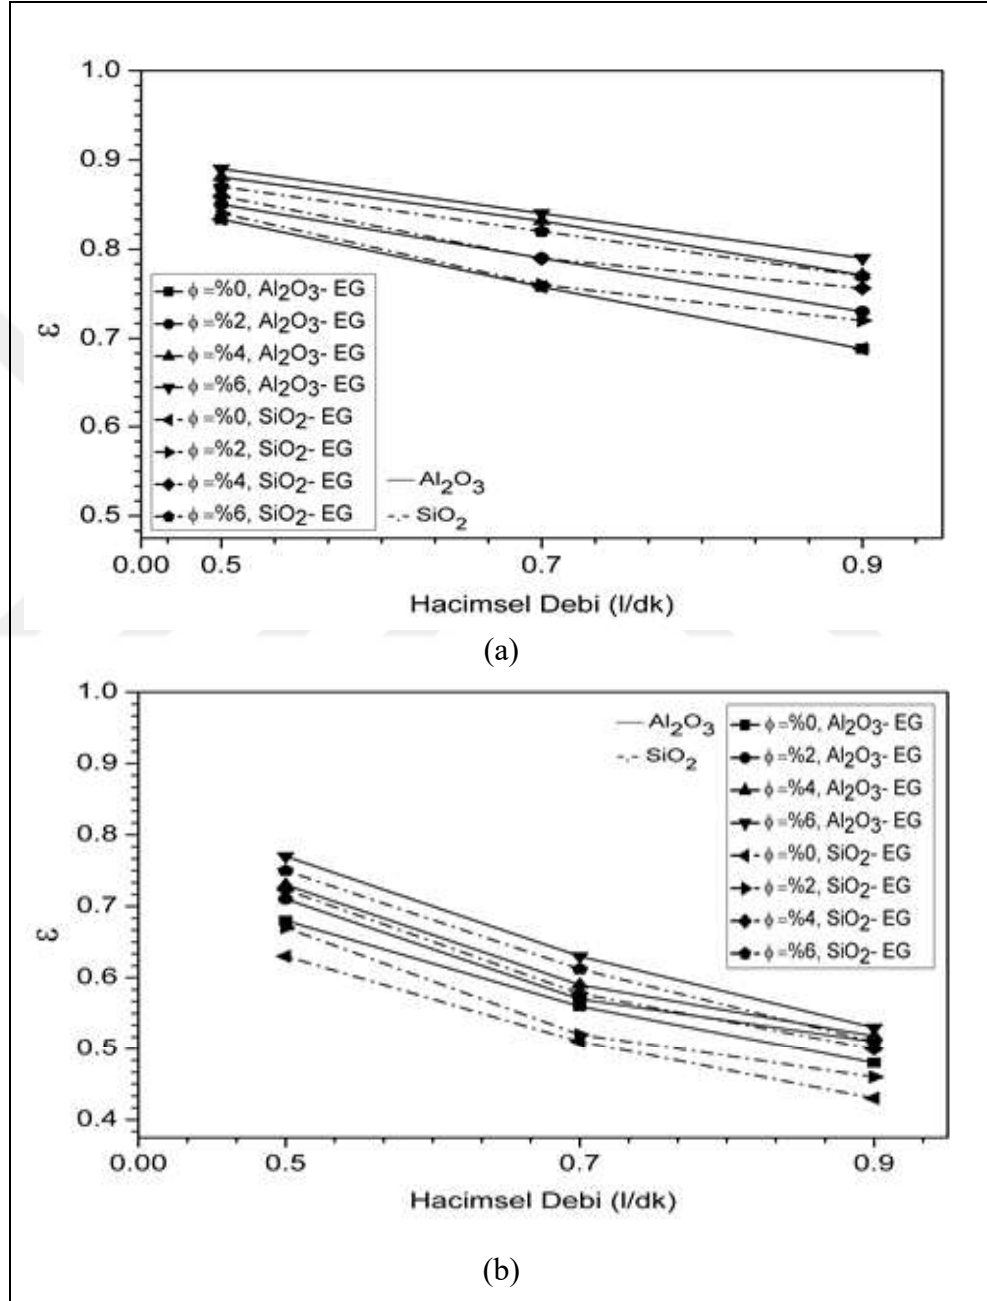 1.0
0.9
0.8
0.7
0.6
0.5
ε
ϕ=%0, Al2O3- EG
ϕ=%2, Al2O3- EG
ϕ=%4, Al2O3- EG
ϕ=%6, Al2O3- EG
ϕ=%0, SiO2- EG
ϕ=%2, SiO2- EG
ϕ=%4, SiO2- EG
ϕ=%6, SiO2- EG
Al2O3
SiO2
0.00 0.5 0.7 0.9
Hacimsel Debi (l/dk)
(a)
1.0
0.9
0.8
0.7
0.6
0.5
0.4
ε
Al2O3
SiO2
ϕ=%0, Al2O3- EG
ϕ=%2, Al2O3- EG
ϕ=%4, Al2O3- EG
ϕ=%6, Al2O3- EG
ϕ=%0, SiO2- EG
ϕ=%2, SiO2- EG
ϕ=%4, SiO2- EG
ϕ=%6, SiO2- EG
0.00 0.5 0.7 0.9
Hacimsel Debi (l/dk)
(b)